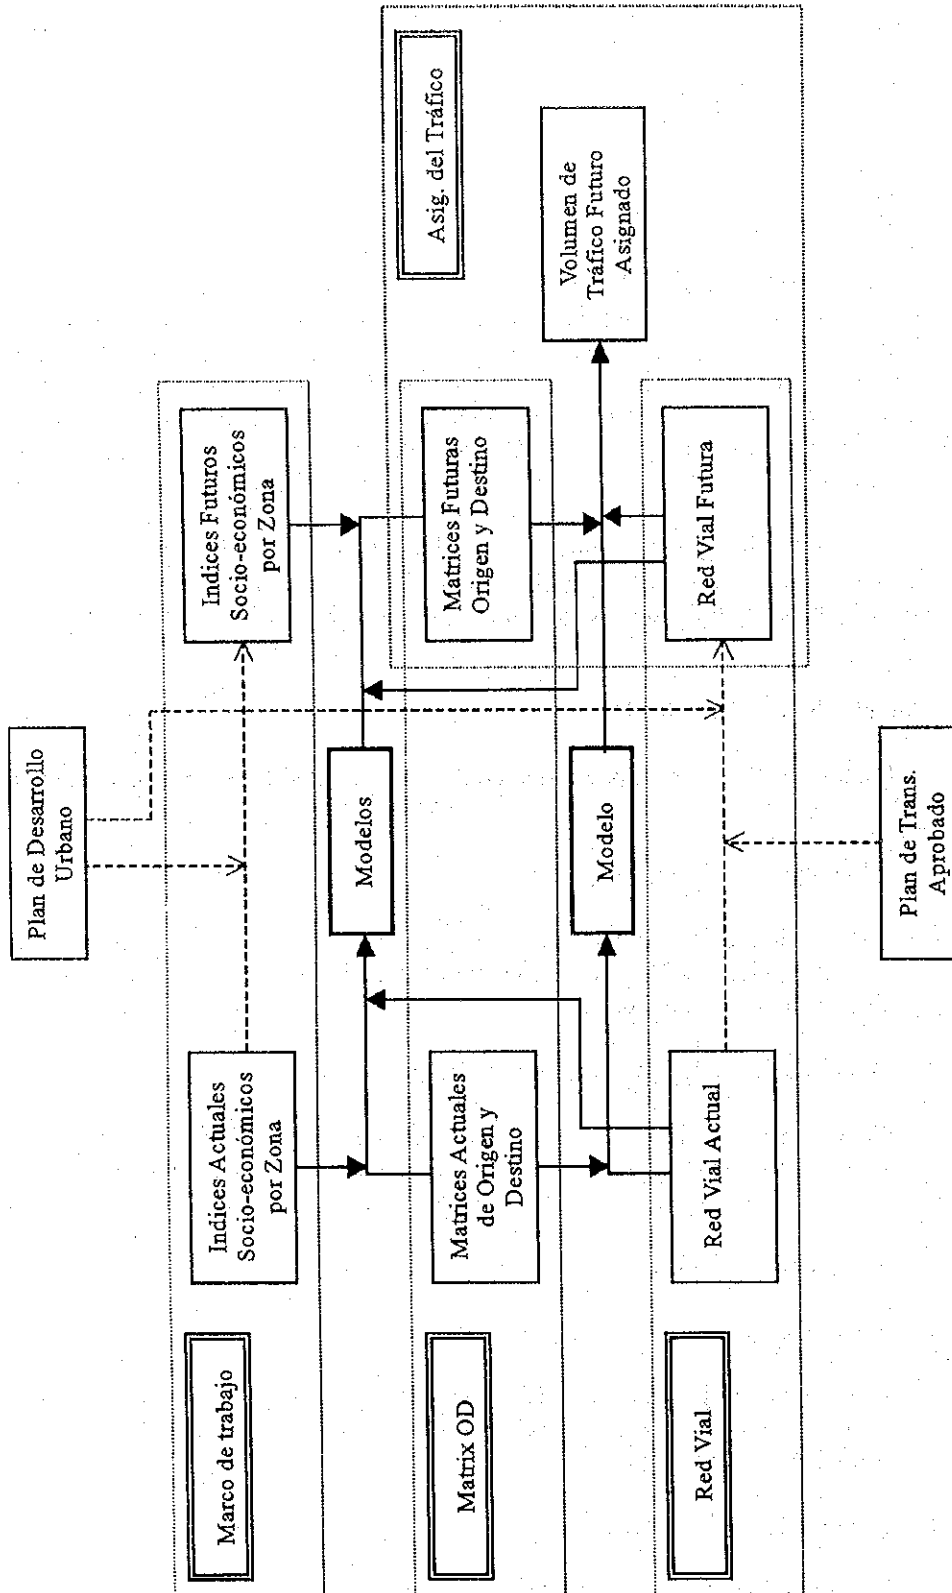 Plan de Desarrollo
Urbano
Marco de trabajo
Indices Actuales
Socio-económicos
por Zona
Indices Futuros
Socio-económicos
por Zona
Modelos
Asig. del Tráfico
Matrix OD
Matrices Actuales
de Origen y
Destino
Matrices Futuras
Origen y Destino
Modelo
Volumen de
Tráfico Futuro
Asignado
Red Vial
Red Vial Actual
Red Vial Futura
Plan de Trans.
Aprobado